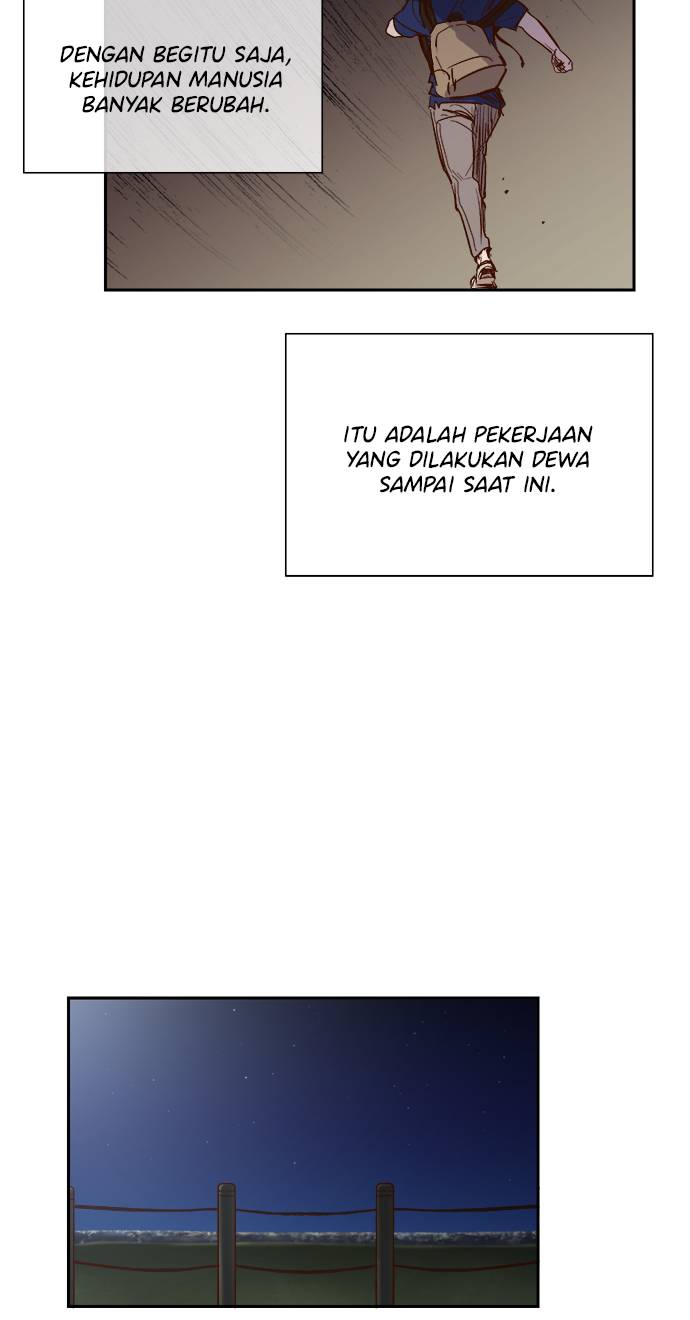 DENGAN BEGITU SAJA,
KEHIDUPAN MANUSIA
BANYAK BERUBAH.
ITU ADALAH PEKERJAAN
YANG DILAKUKAN DEWA
SAMPAI SAAT INI.